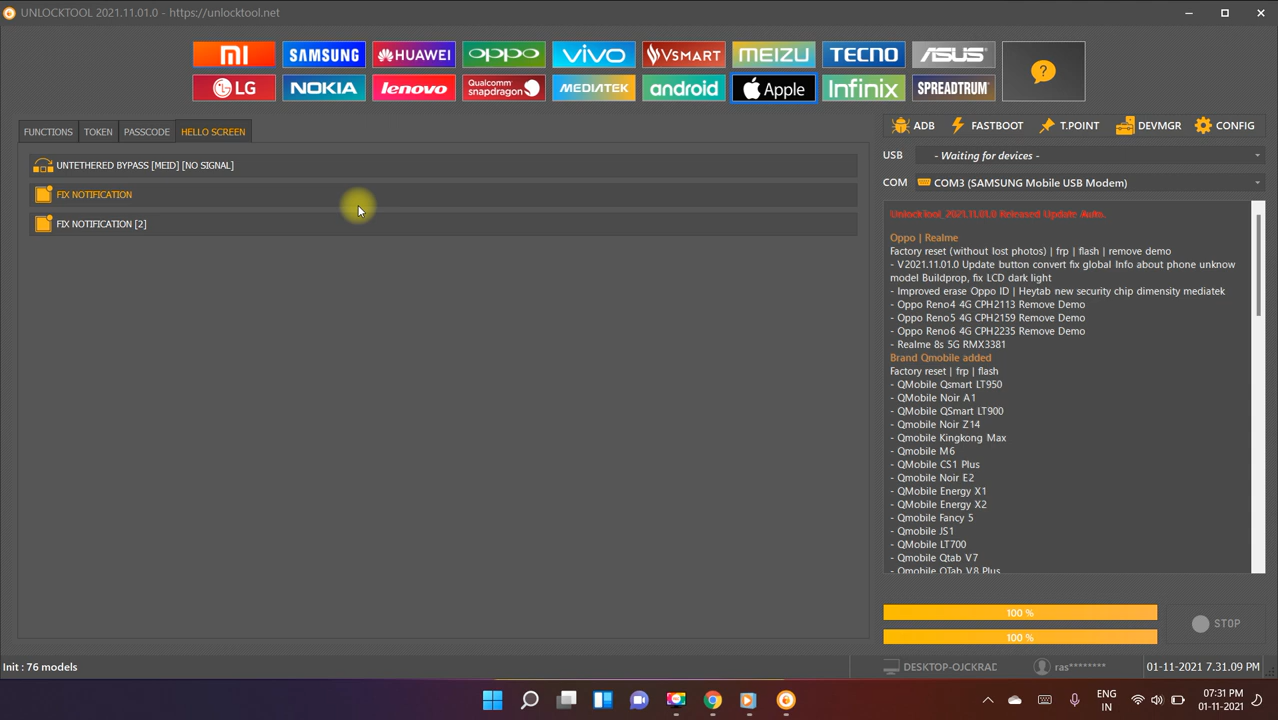 UNLOCKTOOL 2021.11.01.0 - https://unlocktool.net
mi SAMSUNG HUAWEI oppo vivo VSMART MEIZU TECNO ASUS
LG NOKIA lenovo Qualcomm snapdragon MEDIATEK android Apple Infinix SPREADTRUM
?
FUNCTIONS TOKEN PASSCODE HELLO SCREEN
UNTETHERED BYPASS [MEID] [NO SIGNAL]
FIX NOTIFICATION
FIX NOTIFICATION [2]
ADB FASTBOOT T.POINT DEVMGR CONFIG
USB - Waiting for devices -
COM COM3 (SAMSUNG Mobile USB Modem)
UnlockTool_2021.11.01.0 Released Update Auto.
Oppo | Realme
Factory reset (without lost photos) | frp | flash | remove demo
- V2021.11.01.0 Update button convert fix global Info about phone unknow
model Buildprop, fix LCD dark light
- Improved erase Oppo ID | Heytab new security chip dimensity mediatek
- Oppo Reno4 4G CPH2113 Remove Demo
- Oppo Reno5 4G CPH2159 Remove Demo
- Oppo Reno6 4G CPH2235 Remove Demo
- Realme 8s 5G RMX3381
Brand Qmobile added
Factory reset | frp | flash
- QMobile Qsmart LT950
- QMobile Noir A1
- QMobile QSmart LT900
- Qmobile Noir Z14
- Qmobile Kingkong Max
- Qmobile M6
- Qmobile CS1 Plus
- Qmobile Noir E2
- Qmobile Energy X1
- Qmobile Energy X2
- Qmobile Fancy 5
- Qmobile JS1
- Qmobile LT700
- Qmobile Qtab V7
- Qmobile QTab V8 Plus
100 %
100 %
STOP
Init : 76 models
DESKTOP-OJCKRAD ras******** 01-11-2021 7.31.09 PM
ENG
IN
07:31 PM
01-11-2021